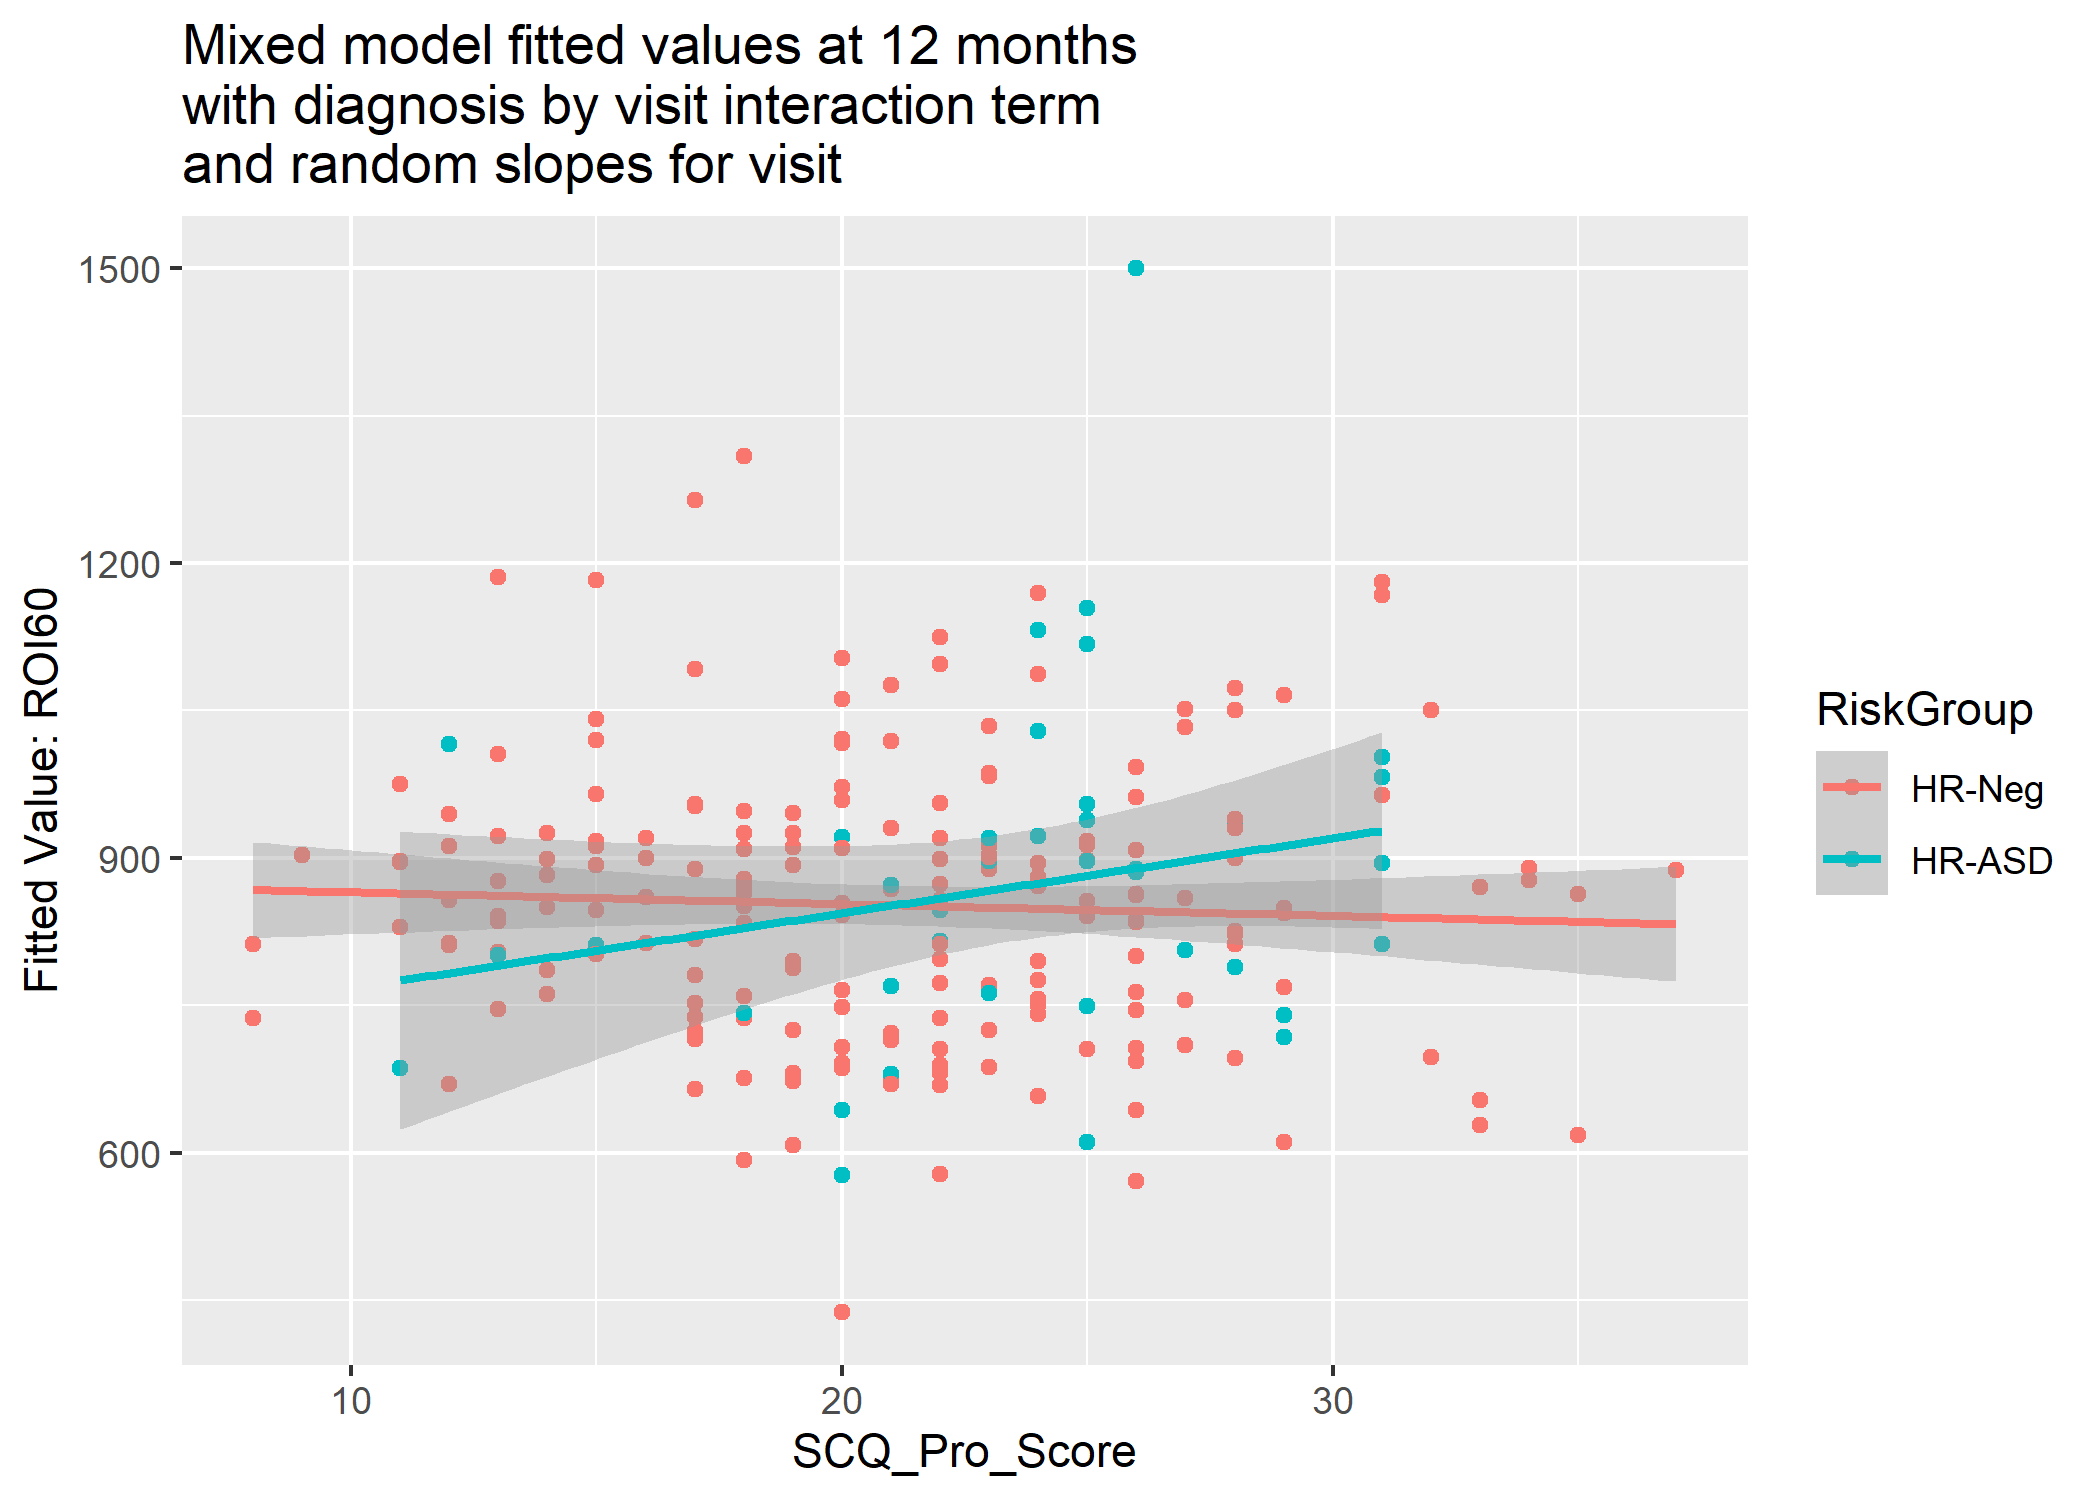 Mixed model fitted values at 12 months
with diagnosis by visit interaction term
and random slopes for visit
1500
1200
900
600
Fitted Value: ROI60
10
20
30
SCQ_Pro_Score
RiskGroup
HR-Neg
HR-ASD